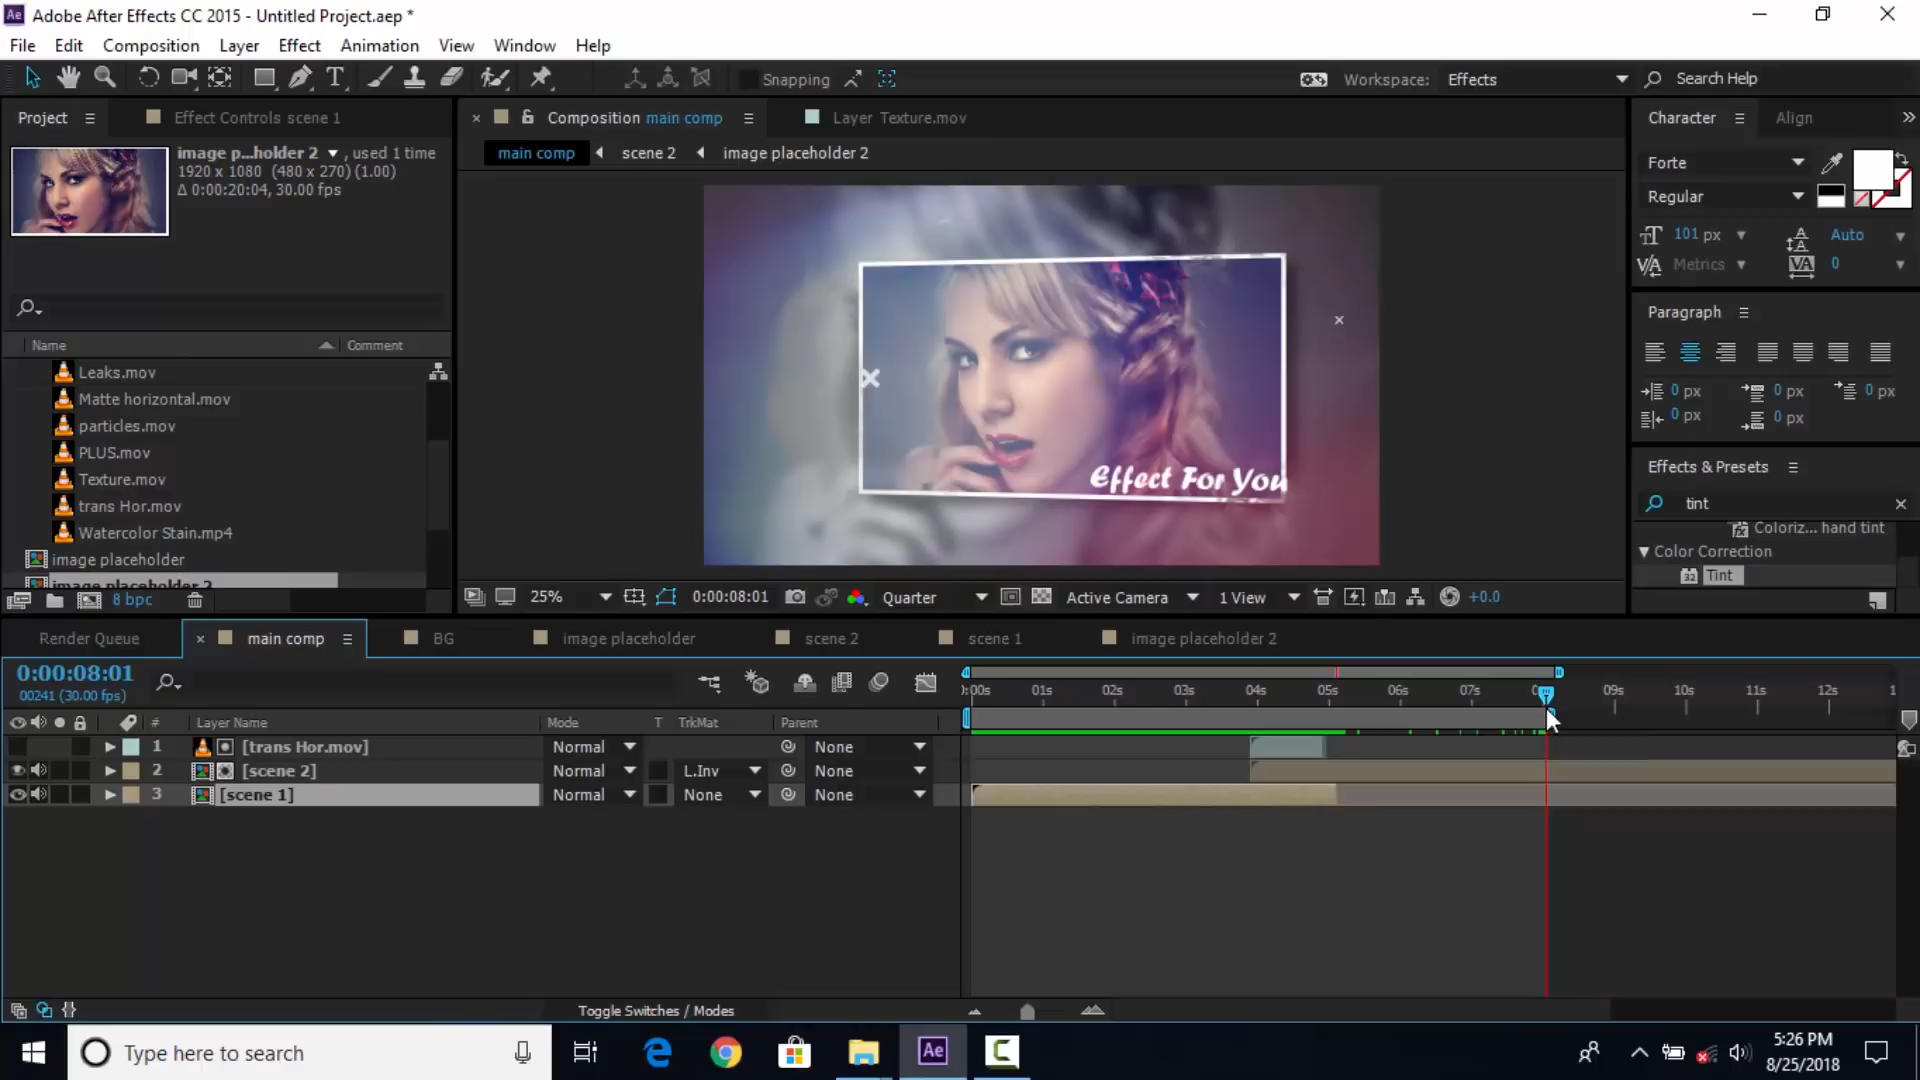 Adobe After Effects CC 2015 - Untitled Project.aep *
File Edit Composition Layer Effect Animation View Window Help
Snapping
Workspace: Effects
Search Help
Project
Effect Controls scene 1
Composition main comp
Layer Texture.mov
Character
Align
image p...holder 2 , used 1 time
1920 x 1080 (480 x 270) (1.00)
Δ 0:00:20:04, 30.00 fps
main comp
scene 2
image placeholder 2
Forte
Regular
101 px
Auto
Metrics
0
Paragraph
0 px
0 px
0 px
0 px
0 px
Name
Comment
Leaks.mov
Matte horizontal.mov
particles.mov
PLUS.mov
Texture.mov
trans Hor.mov
Watercolor Stain.mp4
image placeholder
image placeholder 2
8 bpc
Effect For You
Effects & Presets
tint
Coloriz... hand tint
Color Correction
32
Tint
25%
0:00:08:01
Quarter
Active Camera
1 View
+0.0
Render Queue
main comp
BG
image placeholder
scene 2
scene 1
image placeholder 2
0:00:08:01
00241 (30.00 fps)
):00s 01s 02s 03s 04s 05s 06s 07s 0 09s 10s 11s 12s 1
# Layer Name Mode T TrkMat Parent
1 [trans Hor.mov] Normal None
2 [scene 2] Normal L.Inv None
3 [scene 1] Normal None None
Toggle Switches / Modes
Type here to search
Ae
5:26 PM
8/25/2018